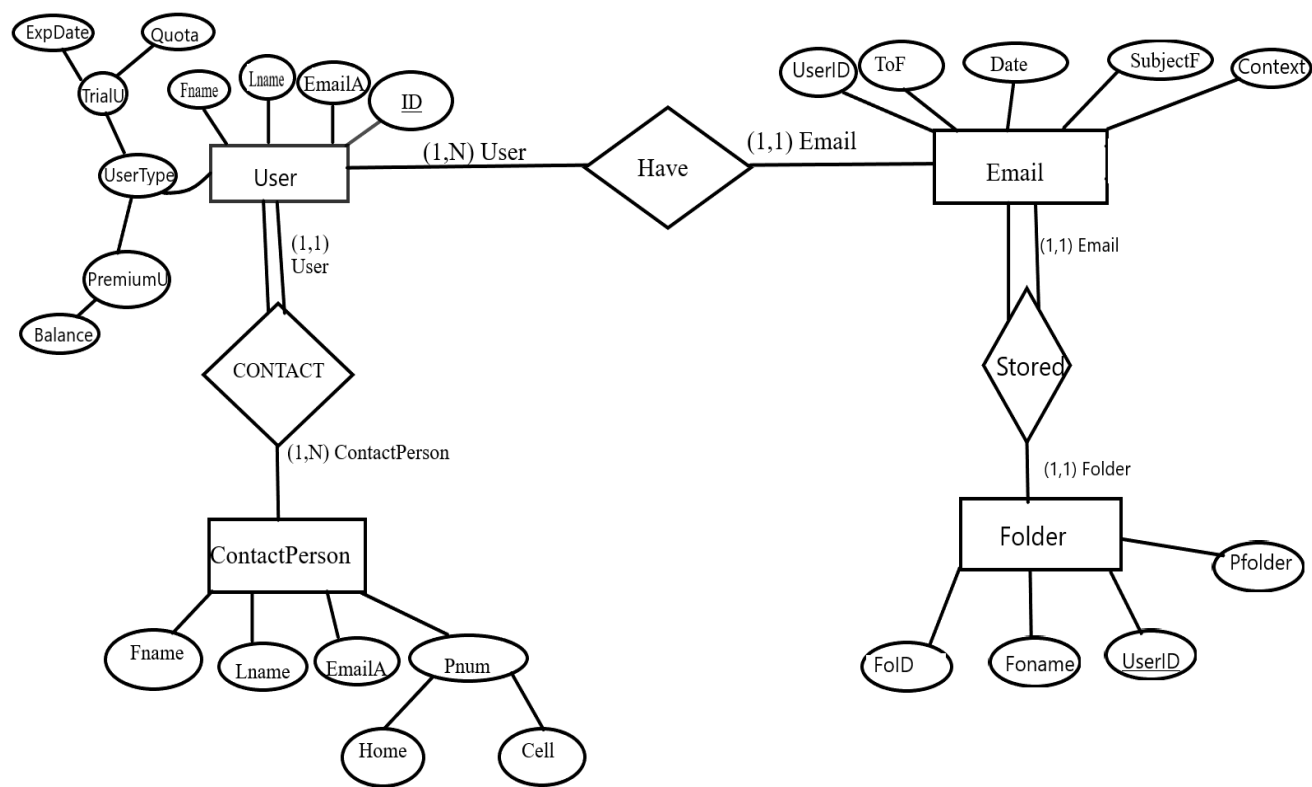 ExpDate
Quota
TrialU
Fname
Lname
EmailA
ID
UserType
User
PremiumU
Balance
(1,N) User
Have
(1,1) Email
UserID
ToF
Date
SubjectF
Context
Email
(1,1)
User
CONTACT
(1,N) ContactPerson
ContactPerson
Fname
Lname
EmailA
Pnum
Home
Cell
(1,1) Email
Stored
(1,1) Folder
Folder
Pfolder
FoID
Foname
UserID